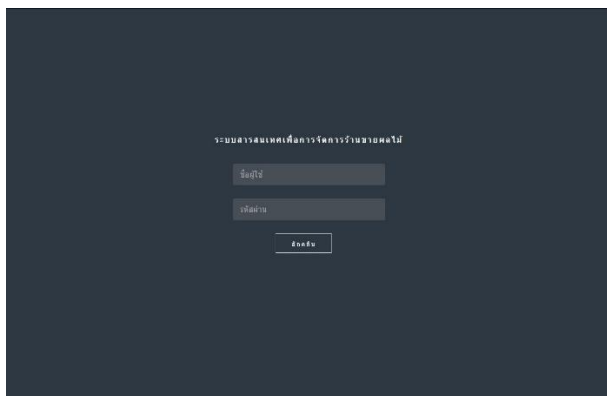 ระบบสารสนเทศเพื่อการจัดการร้านขายผลไม้
ชื่อผู้ใช้
รหัสผ่าน
ล็อกอิน